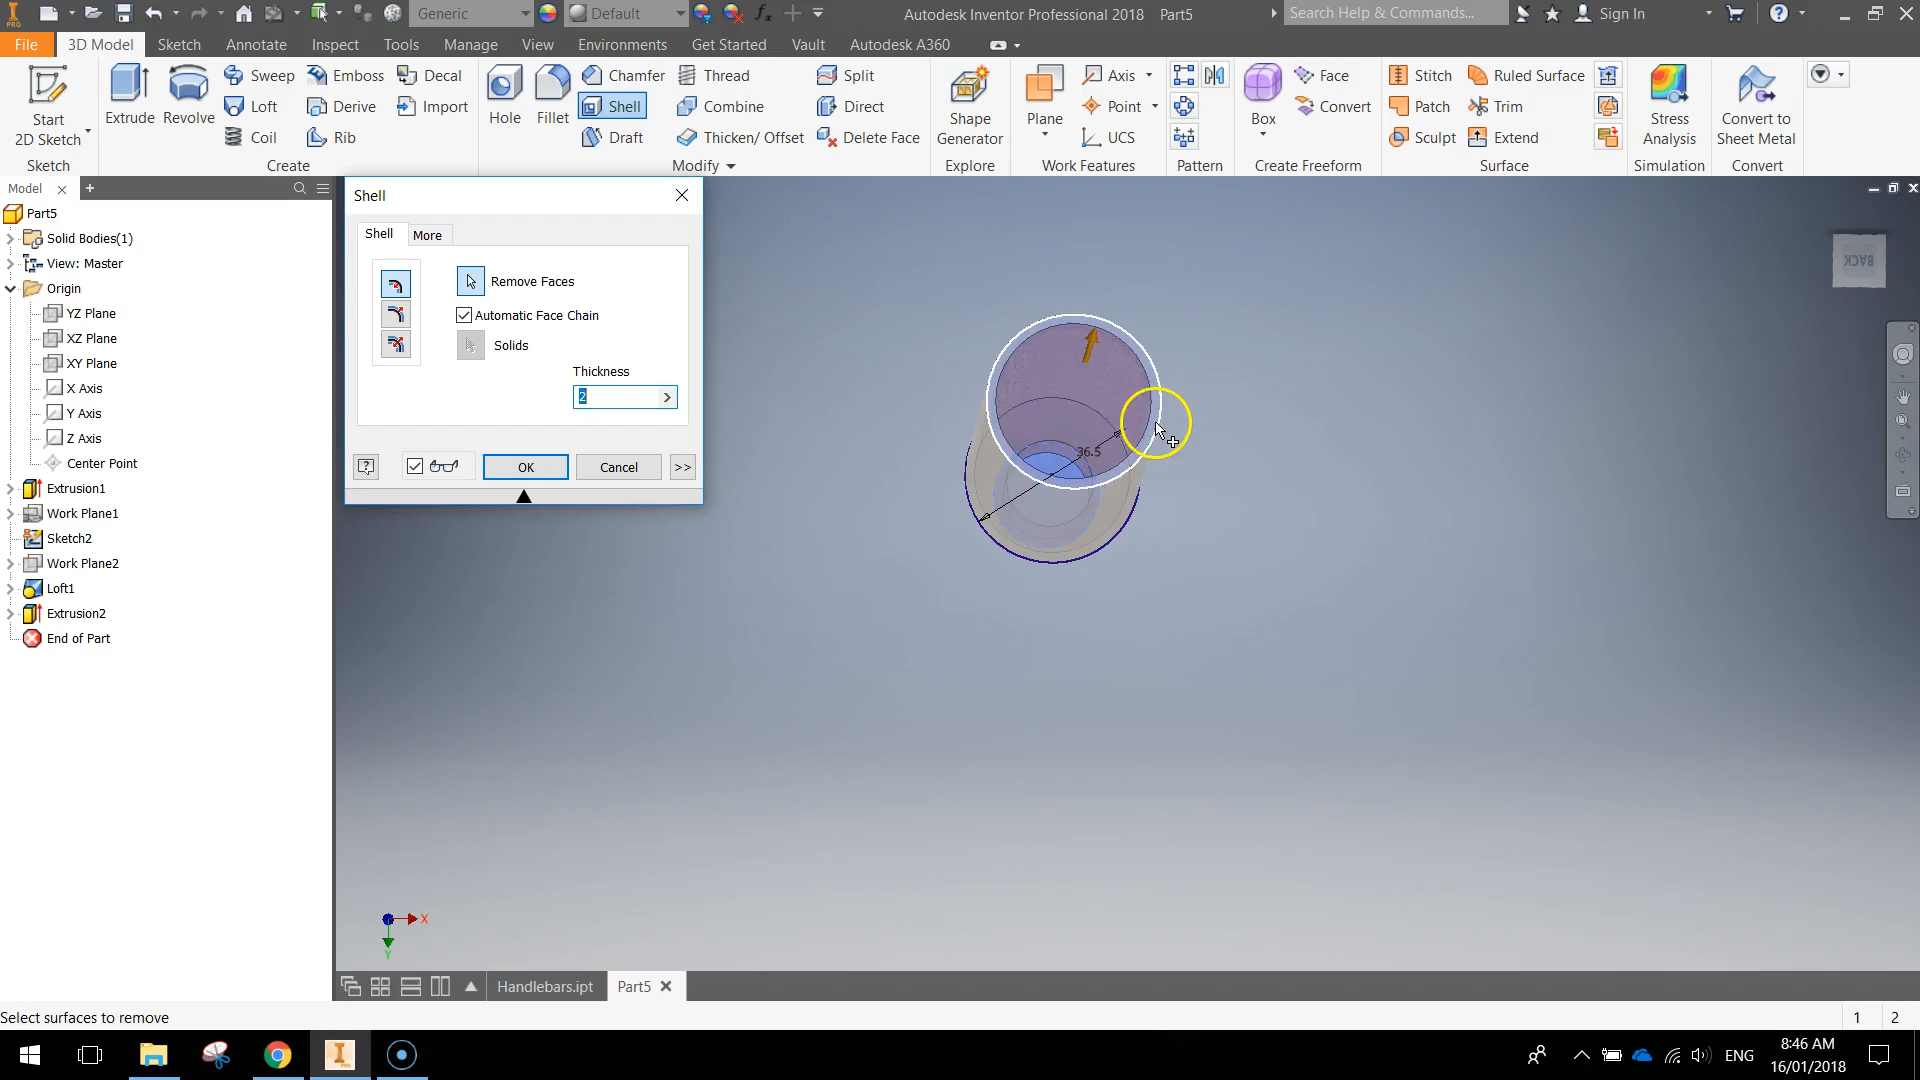 PRO Generic Default Autodesk Inventor Professional 2018 Part5 Search Help & Commands... Sign In
File 3D Model Sketch Annotate Inspect Tools Manage View Environments Get Started Vault Autodesk A360
Start
2D Sketch
Extrude
Revolve
Sweep
Loft
Coil
Emboss
Derive
Rib
Decal
Import
Hole
Fillet
Chamfer
Shell
Draft
Thread
Combine
Thicken/ Offset
Split
Direct
Delete Face
Shape
Generator
Plane
Axis
Point
UCS
Box
Face
Convert
Stitch
Patch
Sculpt
Ruled Surface
Trim
Extend
Stress
Analysis
Convert to
Sheet Metal
Sketch Create Modify Explore Work Features Pattern Create Freeform Surface Simulation Convert
Model
Part5
Solid Bodies(1)
View: Master
Origin
YZ Plane
XZ Plane
XY Plane
X Axis
Y Axis
Z Axis
Center Point
Extrusion1
Work Plane1
Sketch2
Work Plane2
Loft1
Extrusion2
End of Part
Shell
Shell More
Remove Faces
Automatic Face Chain
Solids
Thickness
2
OK Cancel >>
36.5
BACK
X
Y
Handlebars.ipt Part5
Select surfaces to remove 1 2
I PRO
ENG
8:46 AM
16/01/2018